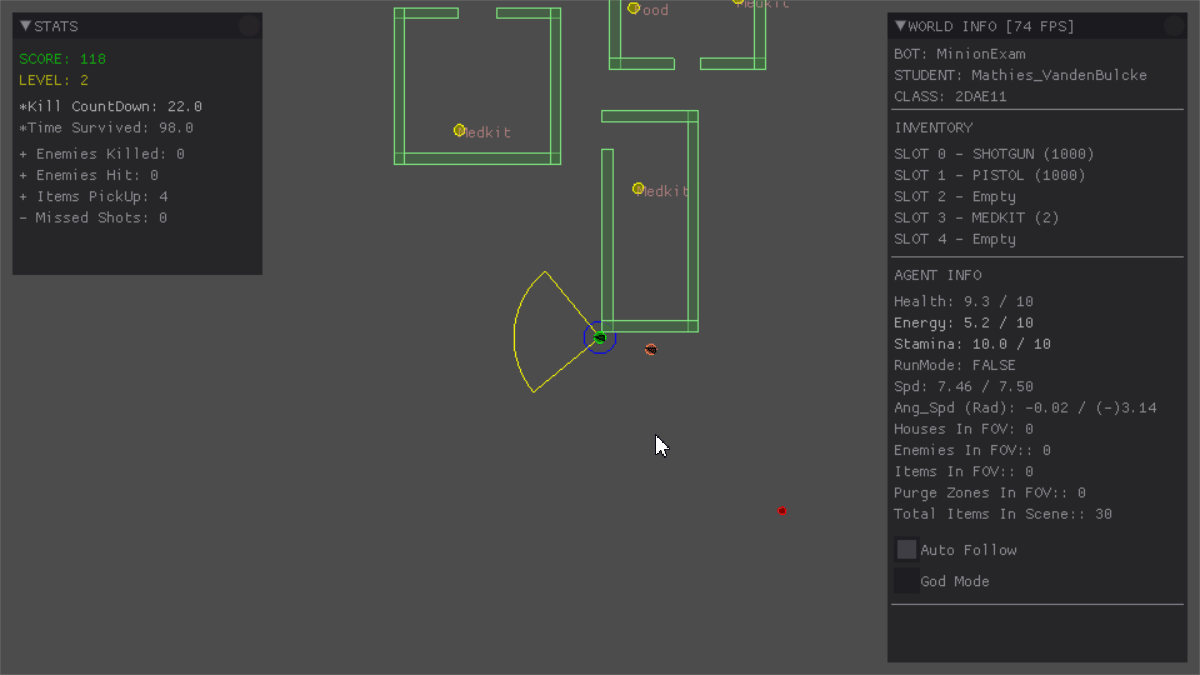 STATS
SCORE: 118
LEVEL: 2
*Kill CountDown: 22.0
*Time Survived: 98.0
+ Enemies Killed: 0
+ Enemies Hit: 0
+ Items PickUp: 4
- Missed Shots: 0
ood
Medkit
Medkit
Medkit
WORLD INFO [74 FPS]
BOT: MinionExam
STUDENT: Mathies_VandenBulcke
CLASS: 2DAE11
INVENTORY
SLOT 0 - SHOTGUN (1000)
SLOT 1 - PISTOL (1000)
SLOT 2 - Empty
SLOT 3 - MEDKIT (2)
SLOT 4 - Empty
AGENT INFO
Health: 9.3 / 10
Energy: 5.2 / 10
Stamina: 10.0 / 10
RunMode: FALSE
Spd: 7.46 / 7.50
Ang_Spd (Rad): -0.02 / (-)3.14
Houses In FOV: 0
Enemies In FOV:: 0
Items In FOV:: 0
Purge Zones In FOV:: 0
Total Items In Scene:: 30
Auto Follow
God Mode